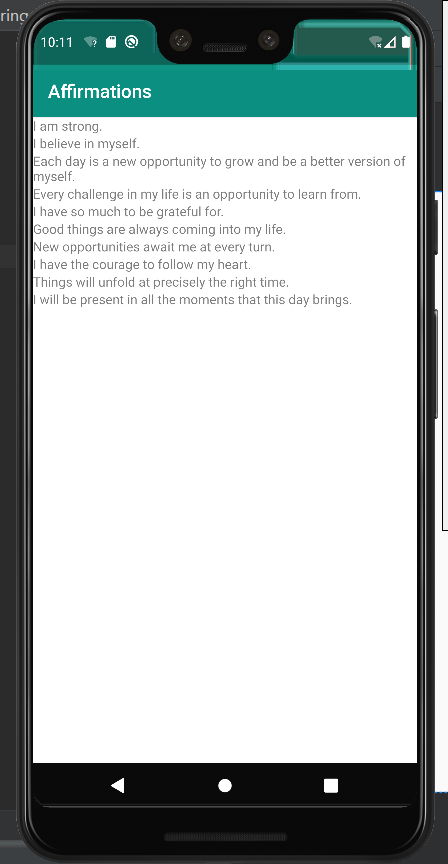 ring
10:11
Affirmations
I am strong.
I believe in myself.
Each day is a new opportunity to grow and be a better version of
myself.
Every challenge in my life is an opportunity to learn from.
I have so much to be grateful for.
Good things are always coming into my life.
New opportunities await me at every turn.
I have the courage to follow my heart.
Things will unfold at precisely the right time.
I will be present in all the moments that this day brings.